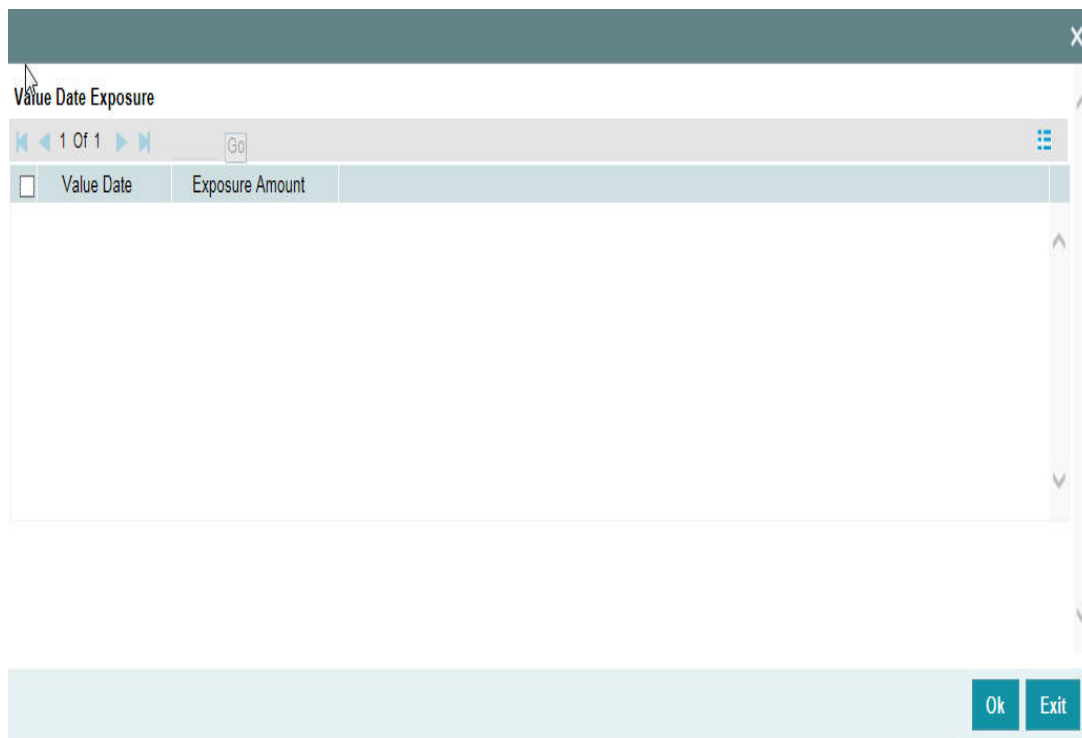 X
Value Date Exposure
1 Of 1 Go
Value Date Exposure Amount
Ok Exit